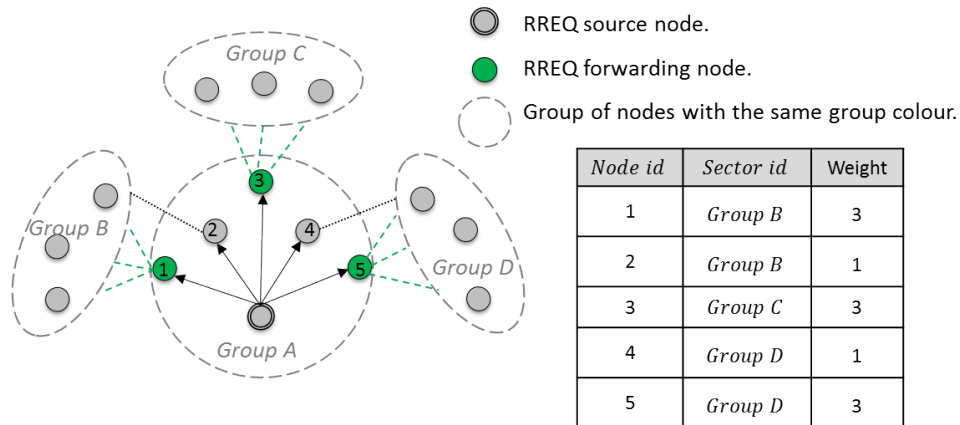 Group C
3
Group B
2
4
1
5
Group D
Group A
RREQ source node.
RREQ forwarding node.
Group of nodes with the same group colour.
Node id Sector id Weight
1 Group B 3
2 Group B 1
3 Group C 3
4 Group D 1
5 Group D 3